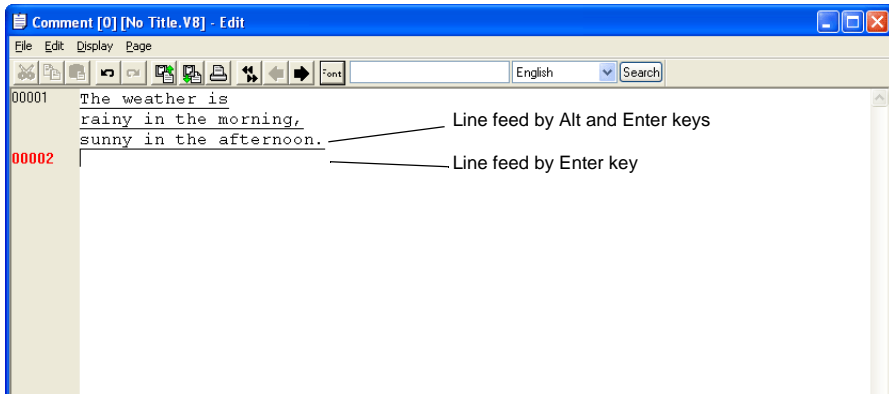 Comment [0] [No Title.V8] - Edit
File Edit Display Page
Font English Search
00001 The weather is
rainy in the morning,
sunny in the afternoon.
Line feed by Alt and Enter keys
00002
Line feed by Enter key